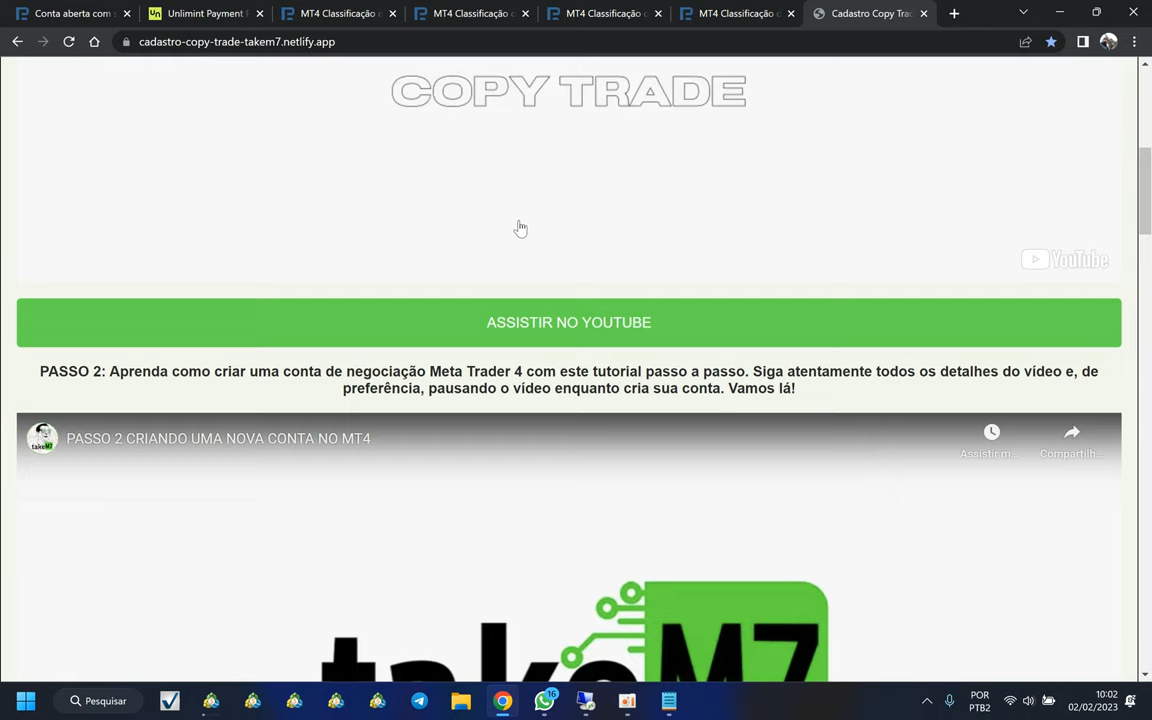 Conta aberta com s
Unlimint Payment F
MT4 Classificação c
MT4 Classificação c
MT4 Classificação c
MT4 Classificação c
Cadastro Copy Trac
cadastro-copy-trade-takem7.netlify.app
COPY TRADE
YouTube
ASSISTIR NO YOUTUBE
PASSO 2: Aprenda como criar uma conta de negociação Meta Trader 4 com este tutorial passo a passo. Siga atentamente todos os detalhes do vídeo e, de
preferência, pausando o vídeo enquanto cria sua conta. Vamos lá!
takeM7
PASSO 2 CRIANDO UMA NOVA CONTA NO MT4
Assistir m...
Compartilh...
takeM7
Pesquisar
16
POR
PTB2
10:02
02/02/2023